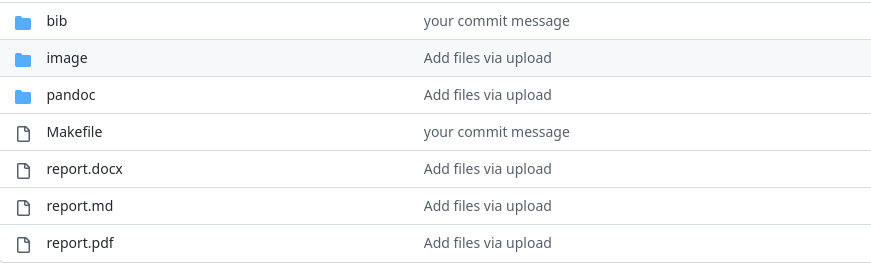 bib your commit message
image Add files via upload
pandoc Add files via upload
Makefile your commit message
report.docx Add files via upload
report.md Add files via upload
report.pdf Add files via upload